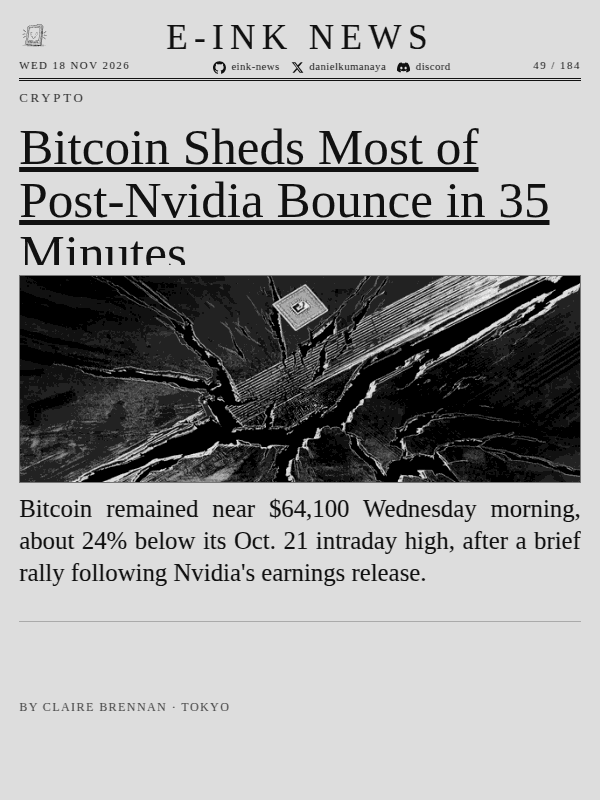 E-INK NEWS
WED 18 NOV 2026
eink-news
danielkumanaya
discord
49 / 184
CRYPTO
Bitcoin Sheds Most of
Post-Nvidia Bounce in 35
Minutes
Bitcoin remained near $64,100 Wednesday morning,
about 24% below its Oct. 21 intraday high, after a brief
rally following Nvidia's earnings release.
BY CLAIRE BRENNAN · TOKYO